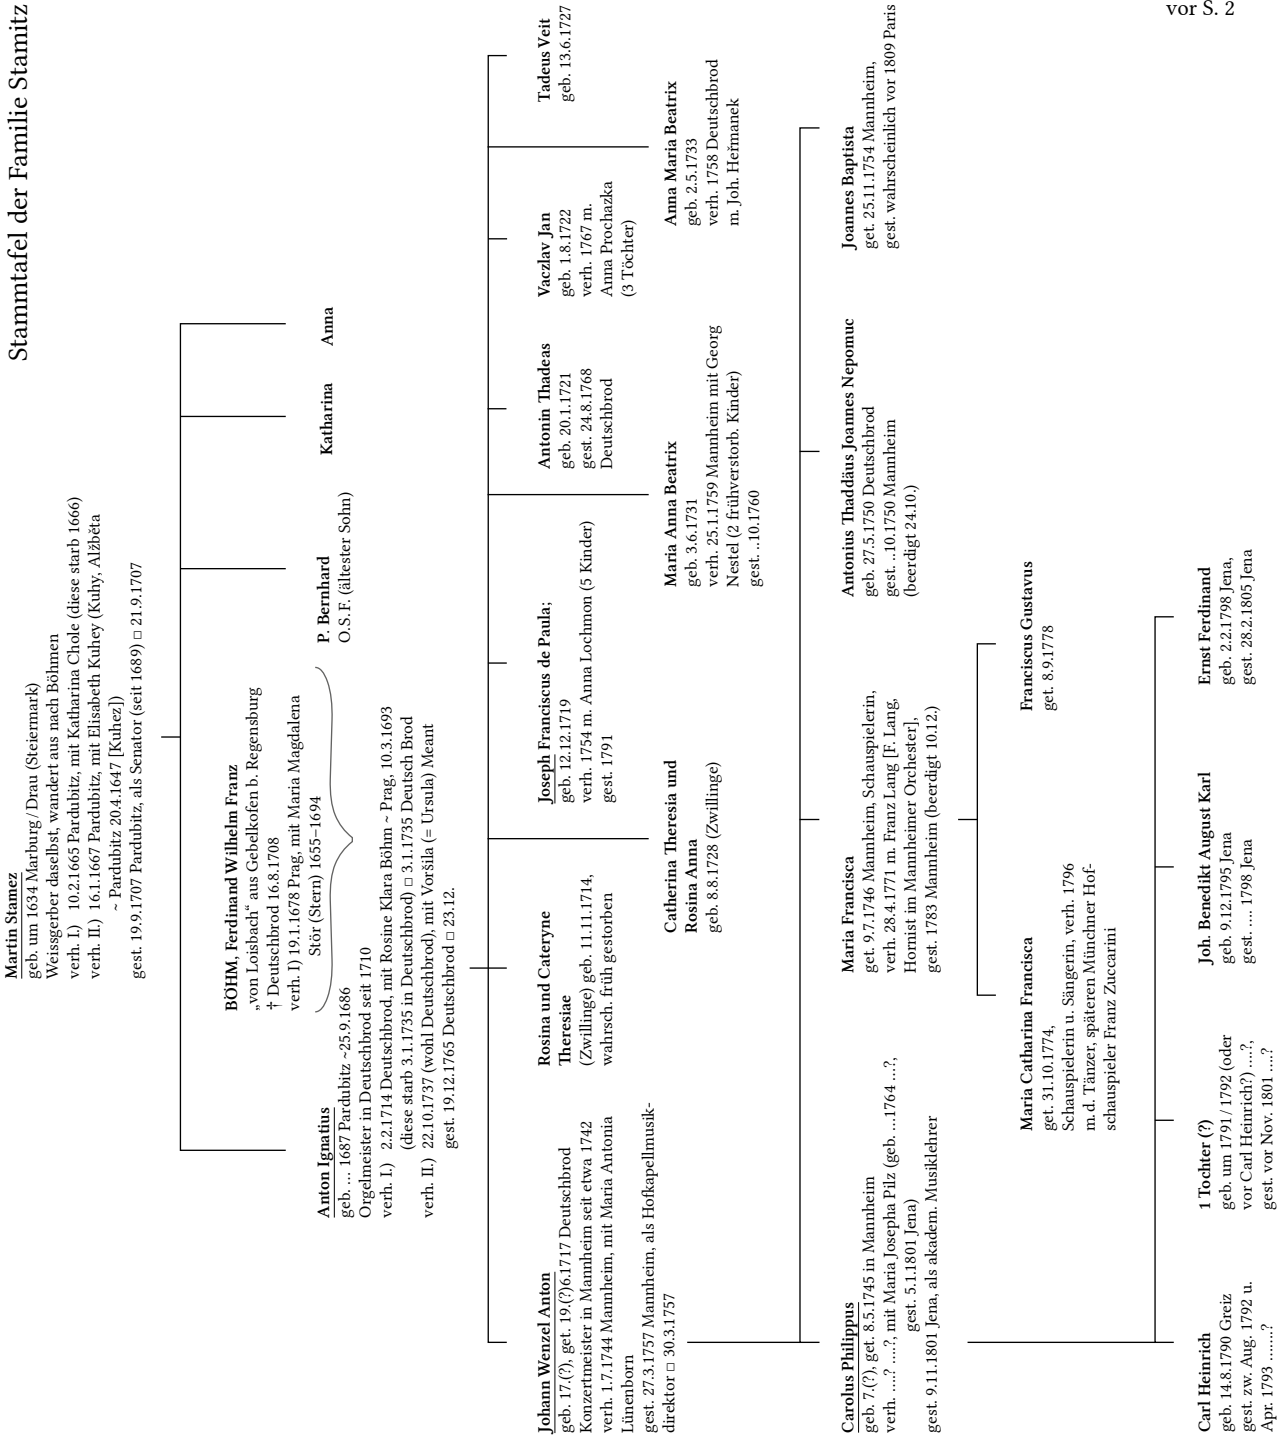 vor S. 2
Stammtafel der Familie Stamitz
Martin Stamez
geb. um 1634 Marburg / Drau (Steiermark)
Weissgerber daselbst, wandert aus nach Böhmen
verh. I.) 10.2.1665 Pardubitz, mit Katharina Chole (diese starb 1666)
verh. II.) 16.1.1667 Pardubitz, mit Elisabeth Kuhey (Kuhy, Alžběta
~ Pardubitz 20.4.1647 [Kuhez])
gest. 19.9.1707 Pardubitz, als Senator (seit 1689) □ 21.9.1707
BÖHM, Ferdinand Wilhelm Franz
„von Loisbach“ aus Gebelkofen b. Regensburg
† Deutschbrod 16.8.1708
verh. I) 19.1.1678 Prag, mit Maria Magdalena
Stör (Stern) 1655–1694
Anton Ignatius
geb. ... 1687 Pardubitz ~25.9.1686
Orgelmeister in Deutschbrod seit 1710
verh. I.) 2.2.1714 Deutschbrod, mit Rosine Klara Böhm ~ Prag, 10.3.1693
(diese starb 3.1.1735 in Deutschbrod) □ 3.1.1735 Deutsch Brod
verh. II.) 22.10.1737 (wohl Deutschbrod), mit Voršila (= Ursula) Meant
gest. 19.12.1765 Deutschbrod □ 23.12.
P. Bernhard
O.S.F. (ältester Sohn)
Katharina
Anna
Johann Wenzel Anton
geb. 17.(?), get. 19.(?)6.1717 Deutschbrod
Konzertmeister in Mannheim seit etwa 1742
verh. 1.7.1744 Mannheim, mit Maria Antonia
Lünenborn
gest. 27.3.1757 Mannheim, als Hofkapellmusik-
direktor □ 30.3.1757
Rosina und Cateryne
Theresiae
(Zwillinge) geb. 11.11.1714,
wahrsch. früh gestorben
Joseph Franciscus de Paula;
geb. 12.12.1719
verh. 1754 m. Anna Lochmon (5 Kinder)
gest. 1791
Antonin Thadeas
geb. 20.1.1721
gest. 24.8.1768
Deutschbrod
Vaczlav Jan
geb. 1.8.1722
verh. 1767 m.
Anna Prochazka
(3 Töchter)
Tadeus Veit
geb. 13.6.1727
Catherina Theresia und
Rosina Anna
geb. 8.8.1728 (Zwillinge)
Maria Anna Beatrix
geb. 3.6.1731
verh. 25.1.1759 Mannheim mit Georg
Nestel (2 frühverstorb. Kinder)
gest. ..10.1760
Anna Maria Beatrix
geb. 2.5.1733
verh. 1758 Deutschbrod
m. Joh. Heřmanek
Carolus Philippus
geb. 7.(?), get. 8.5.1745 in Mannheim
verh. ....? .....?, mit Maria Josepha Pilz (geb. ...1764 ...?,
gest. 5.1.1801 Jena)
gest. 9.11.1801 Jena, als akadem. Musiklehrer
Maria Francisca
get. 9.7.1746 Mannheim, Schauspielerin,
verh. 28.4.1771 m. Franz Lang [F. Lang,
Hornist im Mannheimer Orchester],
gest. 1783 Mannheim (beerdigt 10.12.)
Antonius Thaddäus Joannes Nepomuc
geb. 27.5.1750 Deutschbrod
gest. ..10.1750 Mannheim
(beerdigt 24.10.)
Joannes Baptista
get. 25.11.1754 Mannheim,
gest. wahrscheinlich vor 1809 Paris
Maria Catharina Francisca
get. 31.10.1774,
Schauspielerin u. Sängerin, verh. 1796
m. d. Tänzer, späteren Münchner Hof-
schauspieler Franz Zuccarini
Franciscus Gustavus
get. 8.9.1778
Carl Heinrich
geb. 14.8.1790 Greiz
gest. zw. Aug. 1792 u.
Apr. 1793 .......?
1 Tochter (?)
geb. um 1791 / 1792 (oder
vor Carl Heinrich?) ....?,
gest. vor Nov. 1801 ....?
Joh. Benedikt August Karl
geb. 9.12.1795 Jena
gest. .... 1798 Jena
Ernst Ferdinand
geb. 2.2.1798 Jena,
gest. 28.2.1805 Jena